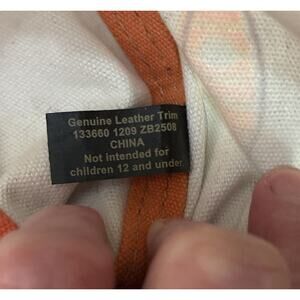 Genuine Leather Trim
133660 1209 ZB2508
CHINA
Not intended for
children 12 and under